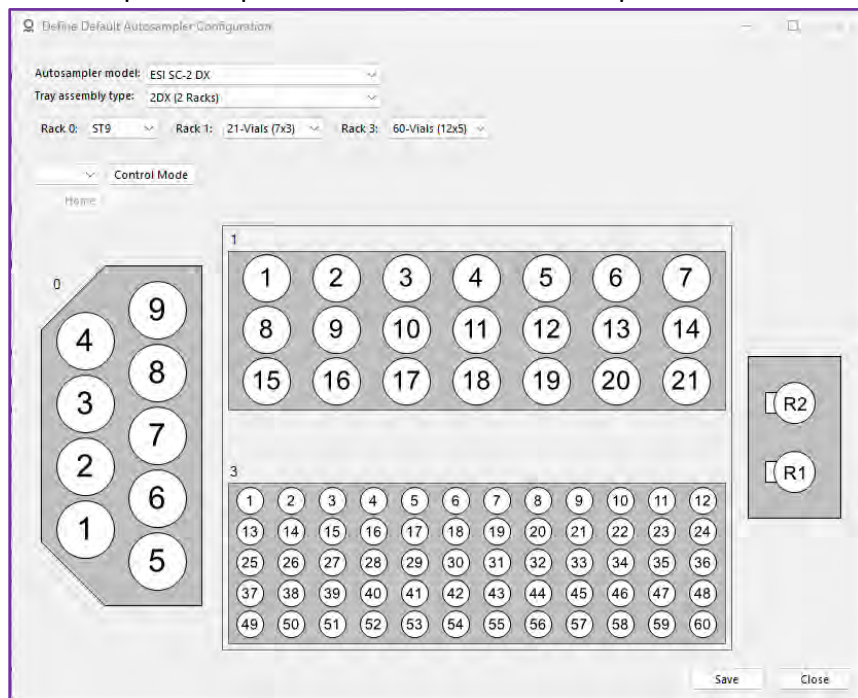 Define Default Autosampler Configuration
Autosampler model: ESI SC-2 DX
Tray assembly type: 2DX (2 Racks)
Rack 0: ST9 Rack 1: 21-Vials (7x3) Rack 3: 60-Vials (12x5)
Control Mode
Home
0
4
3
2
1
9
8
7
6
5
1
1 2 3 4 5 6 7
8 9 10 11 12 13 14
15 16 17 18 19 20 21
3
1 2 3 4 5 6 7 8 9 10 11 12
13 14 15 16 17 18 19 20 21 22 23 24
25 26 27 28 29 30 31 32 33 34 35 36
37 38 39 40 41 42 43 44 45 46 47 48
49 50 51 52 53 54 55 56 57 58 59 60
R2
R1
Save Close